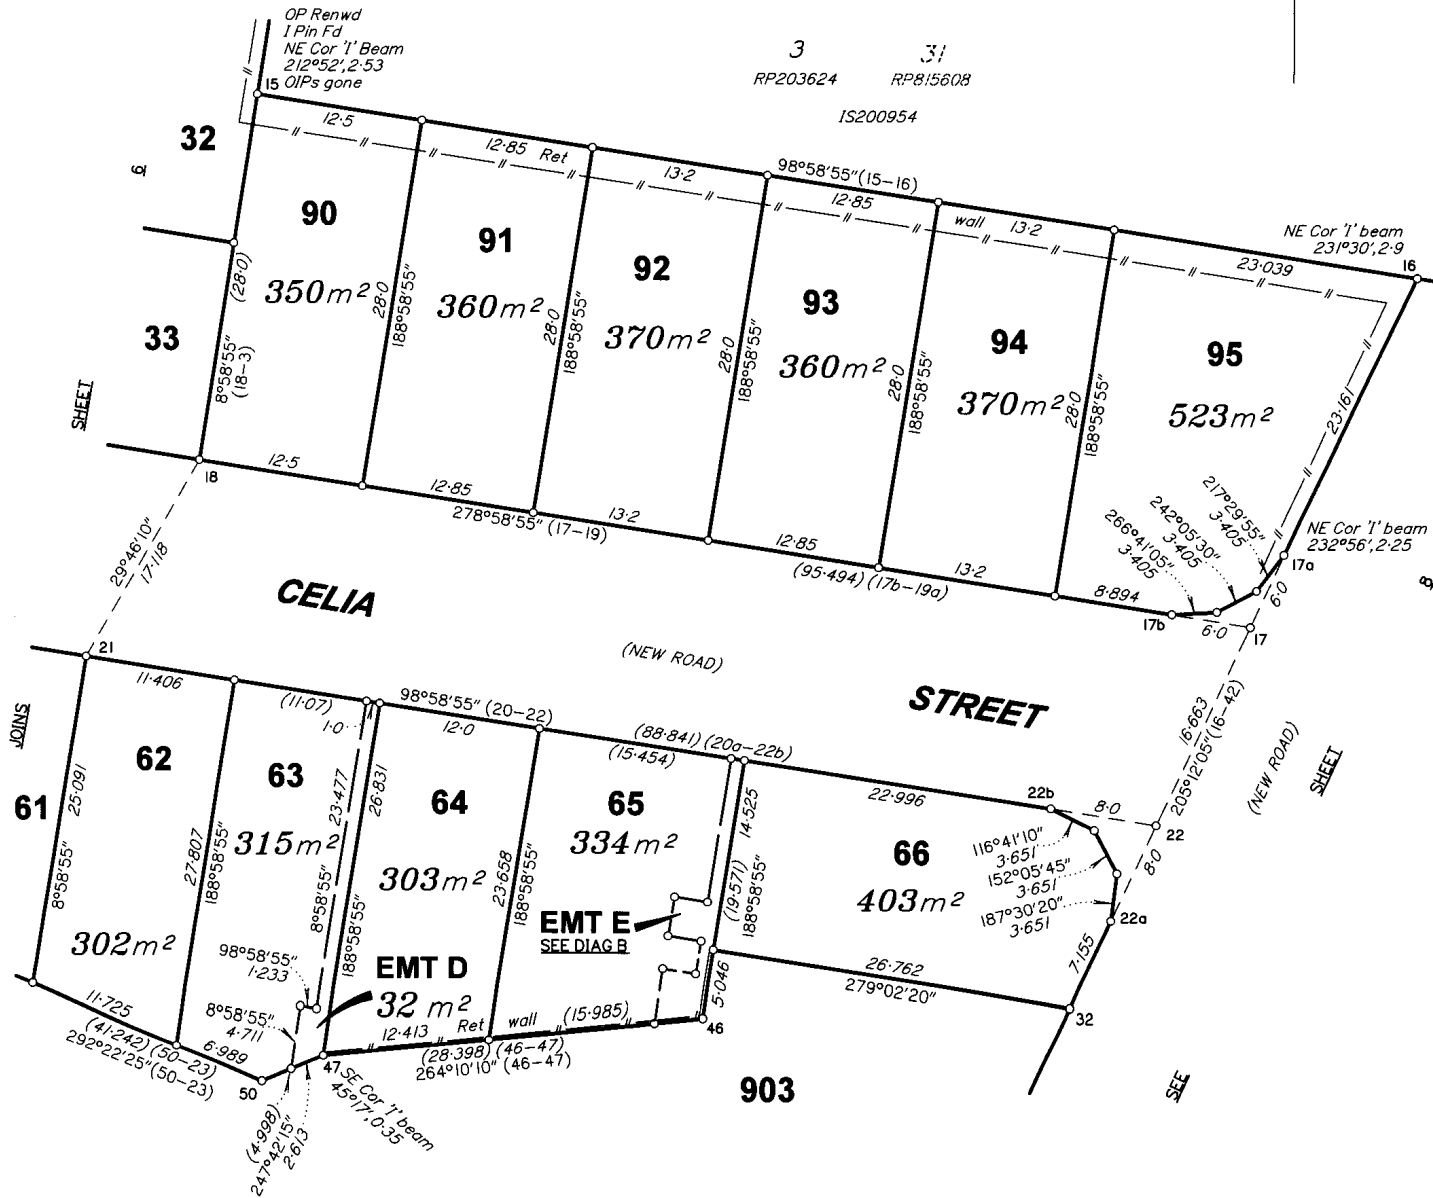 OP Renwd
I Pin Fd
NE Cor 'I' Beam
212°52',2·53
OIPs gone
15
3
RP203624
31
RP815608
IS200954
32
6
12·5
12·85
Ret
13·2
98°58'55"(15-16)
12·85
wall
13·2
23·039
NE Cor 'I' beam
231°30',2·9
16
90
350m²
91
360m²
92
370m²
93
360m²
94
370m²
95
523m²
33
(28·0)
8°58'55"
(18-3)
28·0
188°58'55"
28·0
188°58'55"
28·0
188°58'55"
28·0
188°58'55"
28·0
188°58'55"
23·161
SHEET
18
12·5
12·85
278°58'55" (17-19)
13·2
12·85
(95·494) (17b-19a)
13·2
8·894
266°41'05"
3·405
242°05'30"
3·405
217°29'55"
3·405
NE Cor 'I' beam
232°56',2·25
17a
6·0
17b
6·0
17
8
29°46'10"
17·118
CELIA
(NEW ROAD)
STREET
16·663
205°12'05"(16-42)
(NEW ROAD)
SHEET
JOINS
21
11·406
(11·07)
1·0
98°58'55" (20-22)
12·0
(88·841) (20a-22b)
(15·454)
22·996
22b
8·0
22
8·0
61
25·091
8°58'55"
62
302m²
27·807
188°58'55"
63
315m²
23·477
8°58'55"
26·831
188°58'55"
64
303m²
23·658
188°58'55"
65
334m²
14·525
(19·571)
188°58'55"
66
403m²
116°41'10"
3·651
152°05'45"
3·651
187°30'20"
3·651
22a
7·155
EMT E
SEE DIAG B
EMT D
32 m²
98°58'55"
1·233
8°58'55"
4·711
5·046
26·762
279°02'20"
32
11·725
(41·242) (50-23)
292°22'25" (50-23)
6·989
50
47
12·413
Ret
wall
(15·985)
(28·398) (46-47)
264°10'10" (46-47)
46
SE Cor 'I' beam
45°17',0·35
(4·998)
247°42'15"
2·613
903
SEE